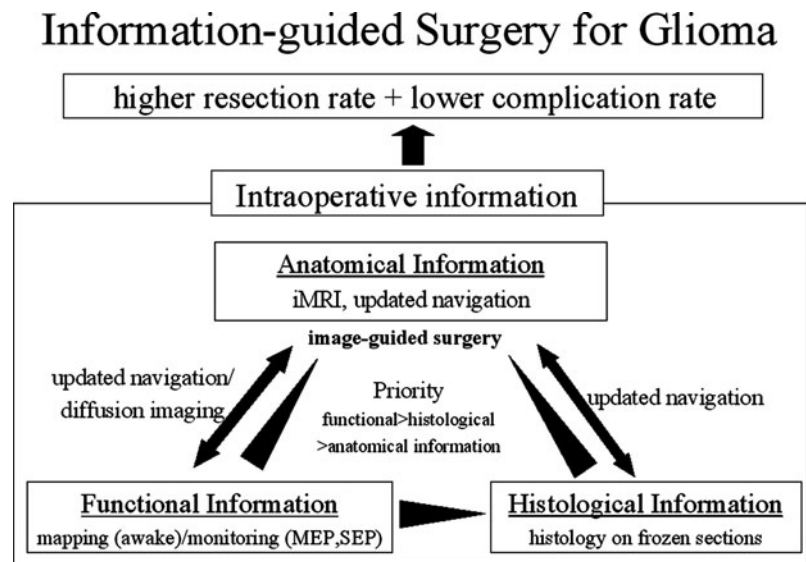 Information-guided Surgery for Glioma
higher resection rate + lower complication rate
Intraoperative information
Anatomical Information
iMRI, updated navigation
image-guided surgery
updated navigation/
diffusion imaging
Priority
functional>histological
>anatomical information
updated navigation
Functional Information
mapping (awake)/monitoring (MEP,SEP)
Histological Information
histology on frozen sections